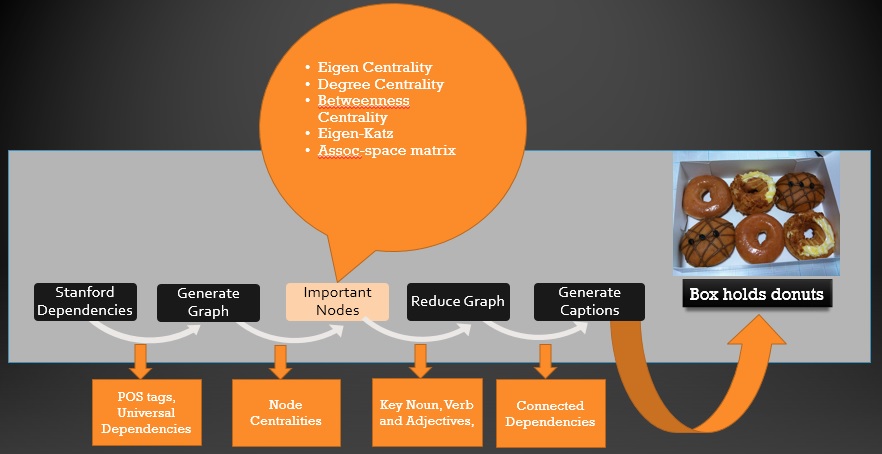 • Eigen Centrality
• Degree Centrality
• Betweenness
Centrality
• Eigen-Katz
• Assoc-space matrix
Stanford
Dependencies
Generate
Graph
Important
Nodes
Reduce Graph
Generate
Captions
Box holds donuts
POS tags,
Universal
Dependencies
Node
Centralities
Key Noun, Verb
and Adjectives,
Connected
Dependencies